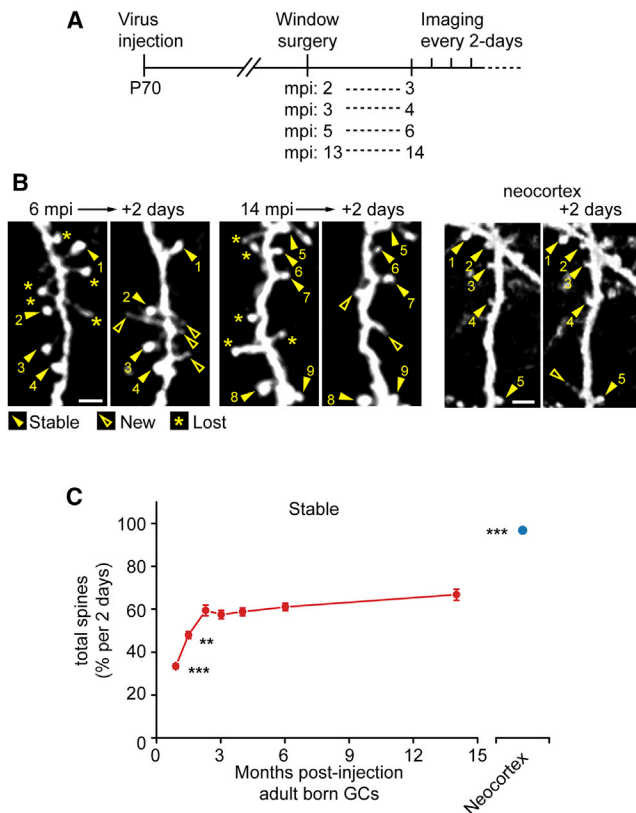 A
Virus injection
Window surgery
Imaging every 2-days
P70
mpi: 2 3
mpi: 3 4
mpi: 5 6
mpi: 13 14
B
6 mpi +2 days
14 mpi +2 days
neocortex
+2 days
* 1 * * * 2 * 3 4
1 2 3 4
* 5 * 6 7 * * 8 9
5 6 7 8 9
1 2 3 4 5
1 2 3 4 5
Stable New * Lost
C
Stable
total spines
(% per 2 days)
100
80
60
40
20
0
***
**
***
0 3 6 9 12 15
Months post-injection
adult born GCs
Neocortex